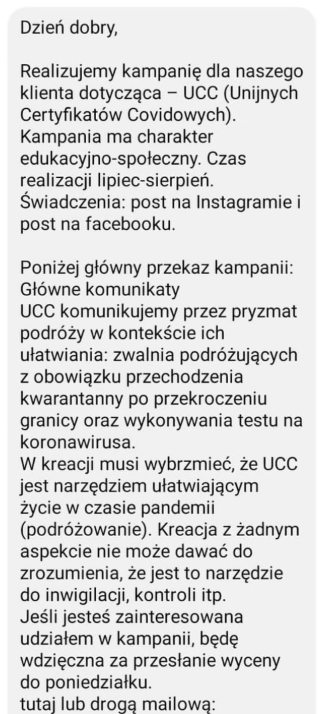 Dzień dobry,
Realizujemy kampanię dla naszego
klienta dotycząca – UCC (Unijnych
Certyfikatów Covidowych).
Kampania ma charakter
edukacyjno-społeczny. Czas
realizacji lipiec-sierpień.
Świadczenia: post na Instagramie i
post na facebooku.
Poniżej główny przekaz kampanii:
Główne komunikaty
UCC komunikujemy przez pryzmat
podróży w kontekście ich
ułatwiania: zwalnia podróżujących
z obowiązku przechodzenia
kwarantanny po przekroczeniu
granicy oraz wykonywania testu na
koronawirusa.
W kreacji musi wybrzmieć, że UCC
jest narzędziem ułatwiającym
życie w czasie pandemii
(podróżowanie). Kreacja z żadnym
aspekcie nie może dawać do
zrozumienia, że jest to narzędzie
do inwigilacji, kontroli itp.
Jeśli jesteś zainteresowana
udziałem w kampanii, będę
wdzięczna za przesłanie wyceny
do poniedziałku.
tutaj lub drogą mailową: